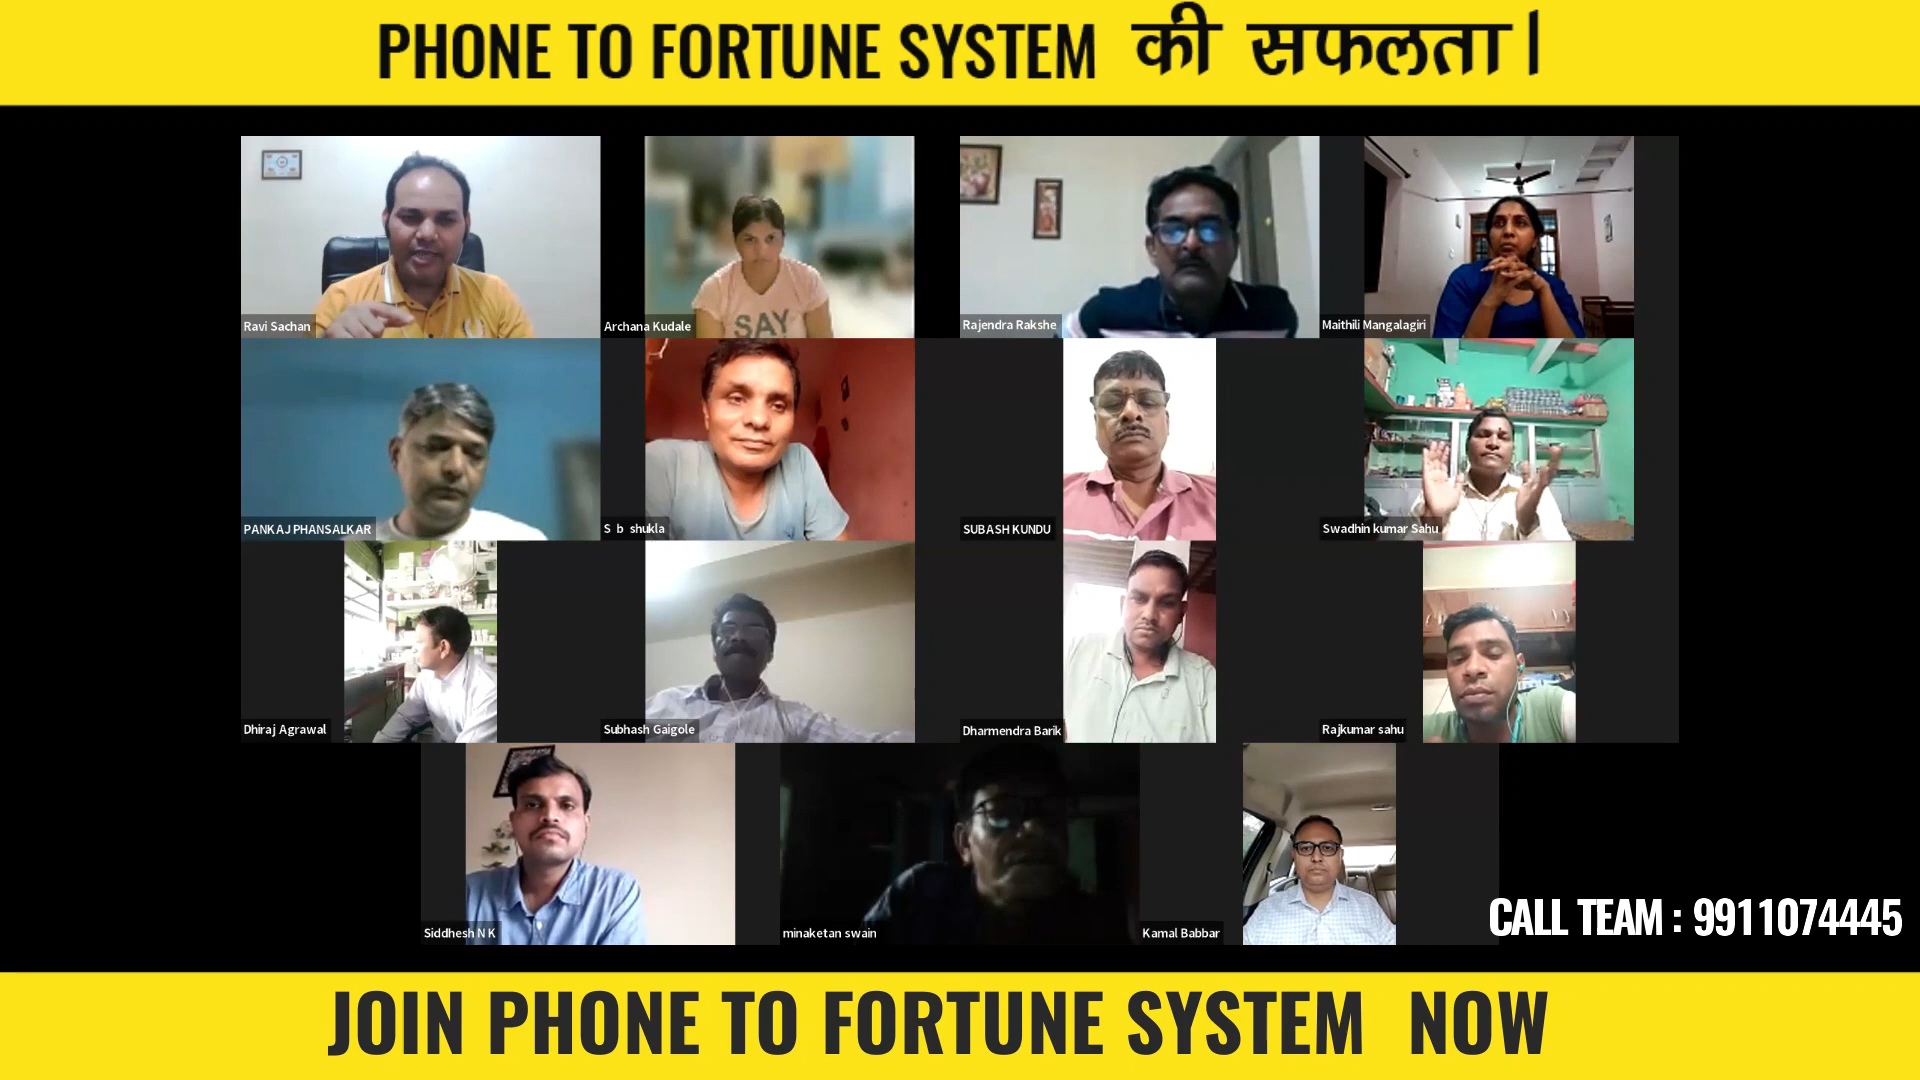 PHONE TO FORTUNE SYSTEM की सफलता।
Ravi Sachan
SAY
Archana Kudale
Rajendra Rakshe
Maithili Mangalagiri
PANKAJ PHANSALKAR
S b shukla
SUBASH KUNDU
Swadhin kumar Sahu
Dhiraj Agrawal
Subhash Gaigole
Dharmendra Barik
Rajkumar sahu
Siddhesh N K
minaketan swain
Kamal Babbar
CALL TEAM : 9911074445
JOIN PHONE TO FORTUNE SYSTEM NOW